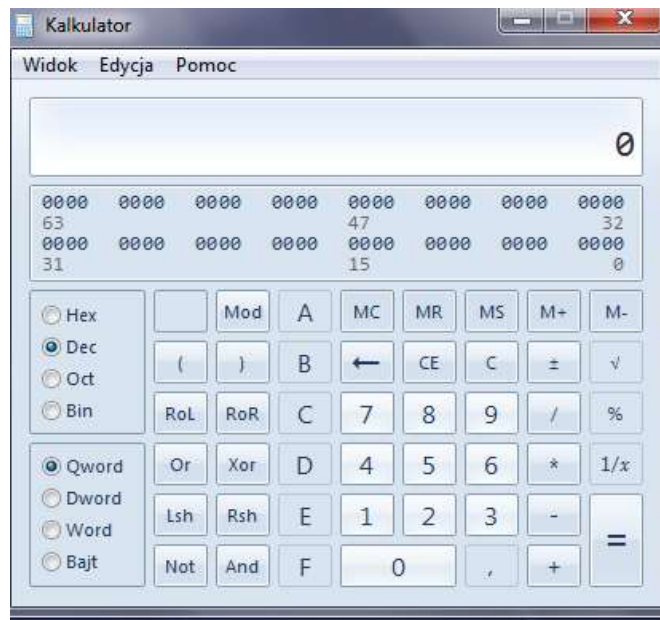 Kalkulator
Widok Edycja Pomoc
0
0000 0000 0000 0000 0000 0000 0000 0000
63 47 32
0000 0000 0000 0000 0000 0000 0000 0000
31 15 0
Hex Mod A MC MR MS M+ M-
Dec ( ) B ← CE C ± √
Oct
Bin RoL RoR C 7 8 9 / %
Qword Or Xor D 4 5 6 * 1/x
Dword
Word Lsh Rsh E 1 2 3 - =
Bajt Not And F 0 , +